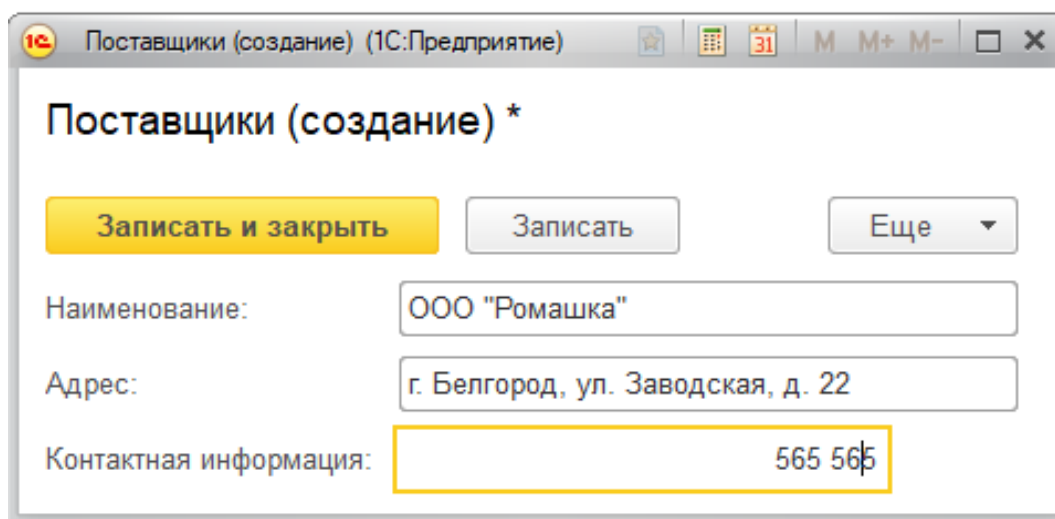 1С Поставщики (создание) (1С:Предприятие) 31 M M+ M-
Поставщики (создание) *
Записать и закрыть Записать Еще
Наименование: ООО "Ромашка"
Адрес: г. Белгород, ул. Заводская, д. 22
Контактная информация: 565 565